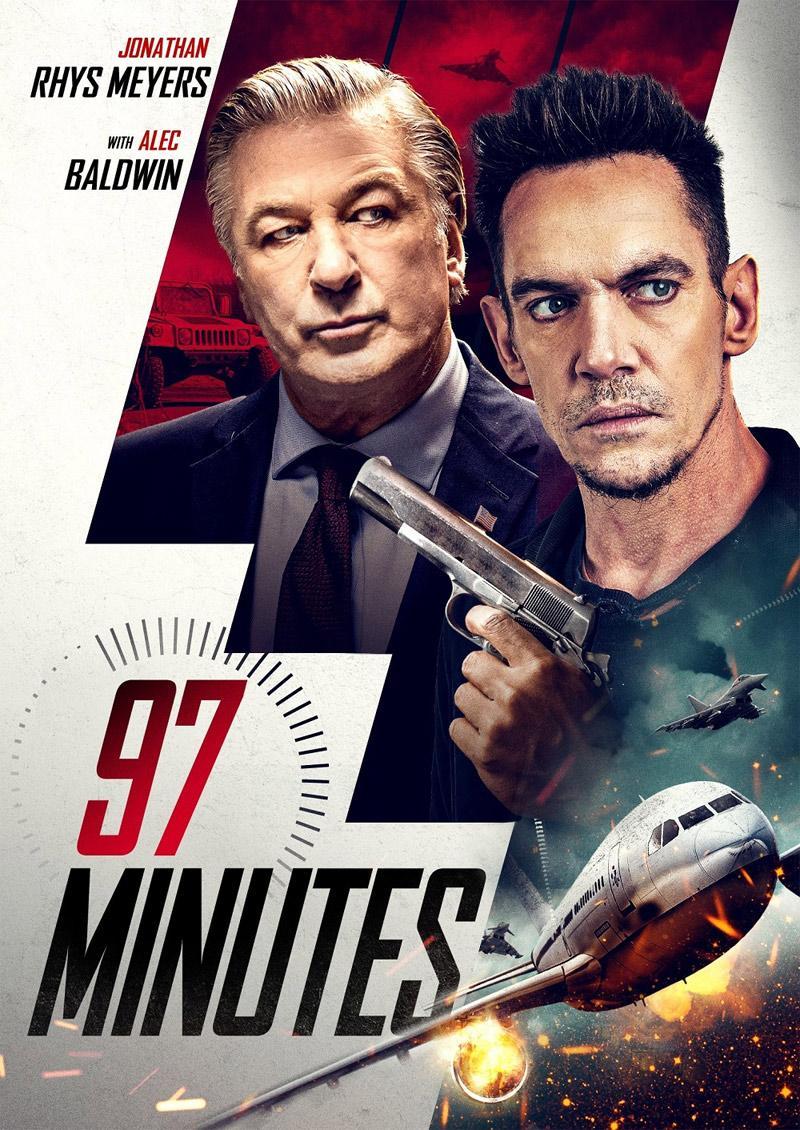 JONATHAN
RHYS MEYERS
WITH ALEC
BALDWIN
97
MINUTES